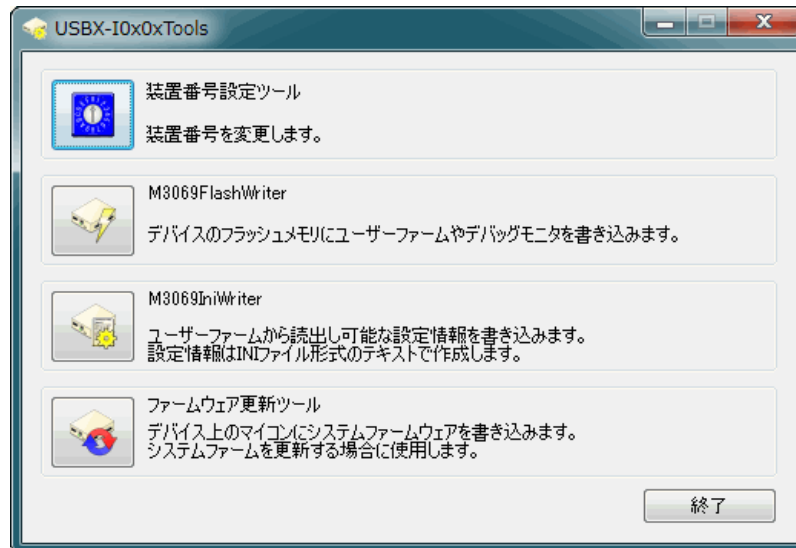 USBX-I0x0xTools
装置番号設定ツール
装置番号を変更します。
M3069FlashWriter
デバイスのフラッシュメモリにユーザーファームやデバッグモニタを書き込みます。
M3069IniWriter
ユーザーファームから読出し可能な設定情報を書き込みます。
設定情報はINIファイル形式のテキストで作成します。
ファームウェア更新ツール
デバイス上のマイコンにシステムファームウェアを書き込みます。
システムファームを更新する場合に使用します。
終了